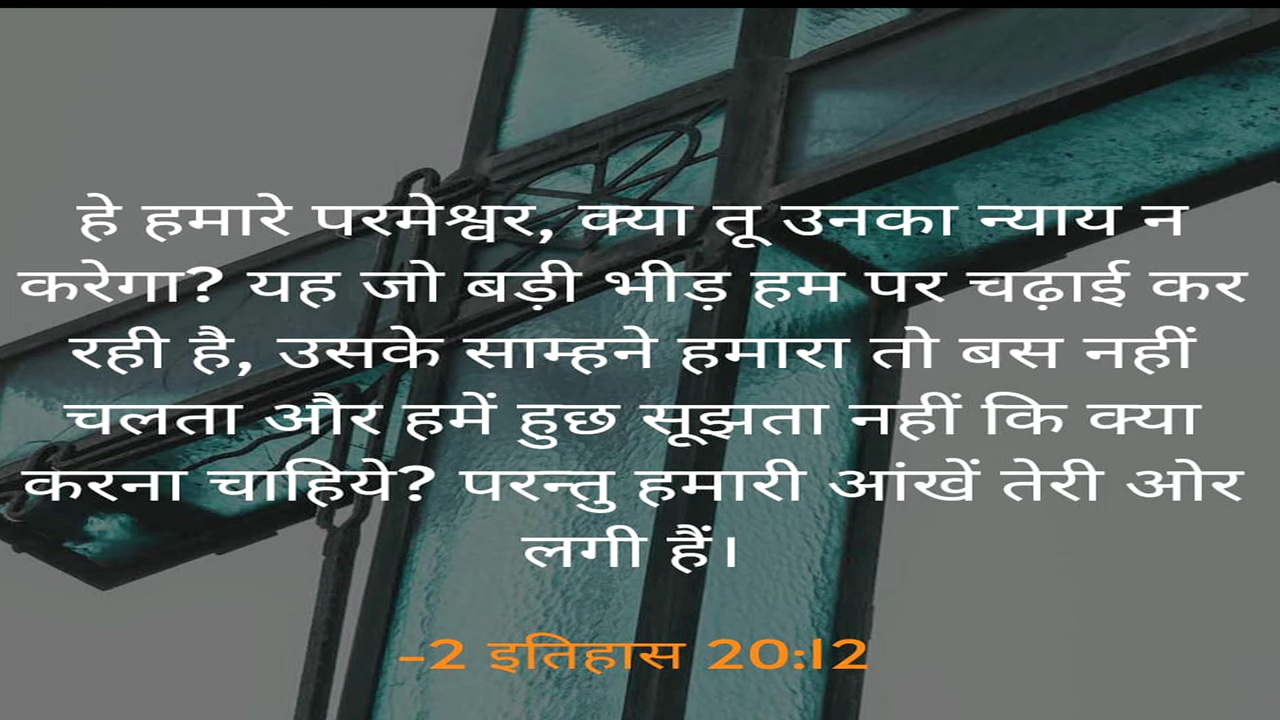 हे हमारे परमेश्वर, क्या तू उनका न्याय न
करेगा? यह जो बड़ी भीड़ हम पर चढ़ाई कर
रही है, उसके साम्हने हमारा तो बस नहीं
चलता और हमें हुछ सूझता नहीं कि क्या
करना चाहिये? परन्तु हमारी आंखें तेरी ओर
लगी हैं।
–2 इतिहास 20:12